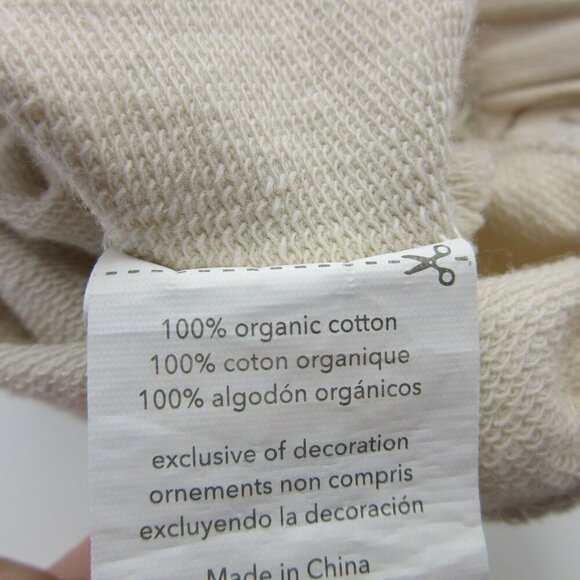 100% organic cotton
100% coton organique
100% algodón orgánicos
exclusive of decoration
ornements non compris
excluyendo la decoración
Made in China